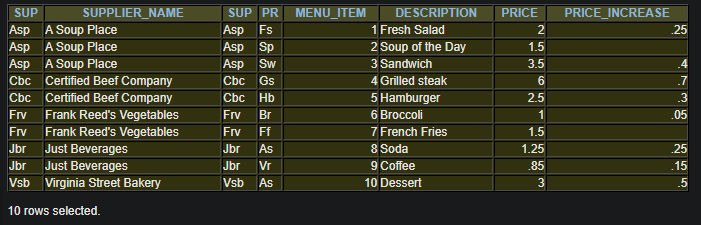 SUP SUPPLIER_NAME SUP PR MENU_ITEM DESCRIPTION PRICE PRICE_INCREASE
Asp A Soup Place Asp Fs 1 Fresh Salad 2 .25
Asp A Soup Place Asp Sp 2 Soup of the Day 1.5
Asp A Soup Place Asp Sw 3 Sandwich 3.5 .4
Cbc Certified Beef Company Cbc Gs 4 Grilled steak 6 .7
Cbc Certified Beef Company Cbc Hb 5 Hamburger 2.5 .3
Frv Frank Reed's Vegetables Frv Br 6 Broccoli 1 .05
Frv Frank Reed's Vegetables Frv Ff 7 French Fries 1.5
Jbr Just Beverages Jbr As 8 Soda 1.25 .25
Jbr Just Beverages Jbr Vr 9 Coffee .85 .15
Vsb Virginia Street Bakery Vsb As 10 Dessert 3 .5
10 rows selected.